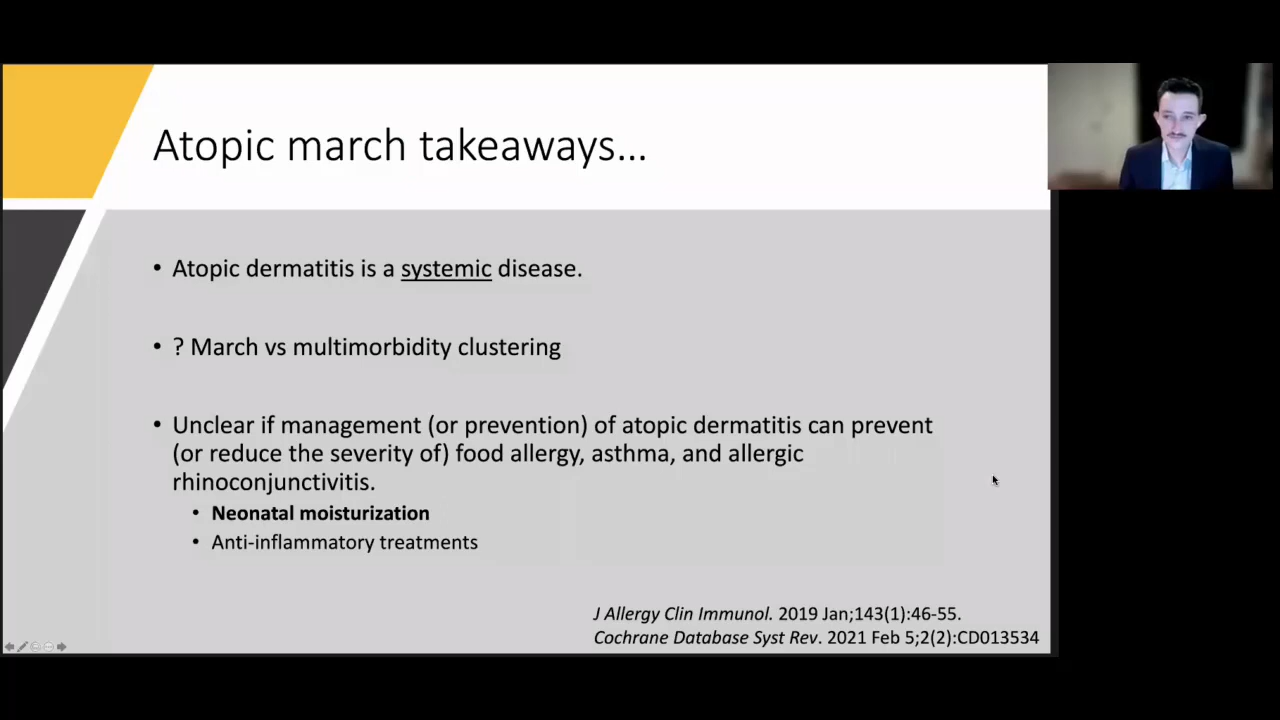 Atopic march takeaways...
• Atopic dermatitis is a systemic disease.
• ? March vs multimorbidity clustering
• Unclear if management (or prevention) of atopic dermatitis can prevent
(or reduce the severity of) food allergy, asthma, and allergic
rhinoconjunctivitis.
• Neonatal moisturization
• Anti-inflammatory treatments
J Allergy Clin Immunol. 2019 Jan;143(1):46-55.
Cochrane Database Syst Rev. 2021 Feb 5;2(2):CD013534